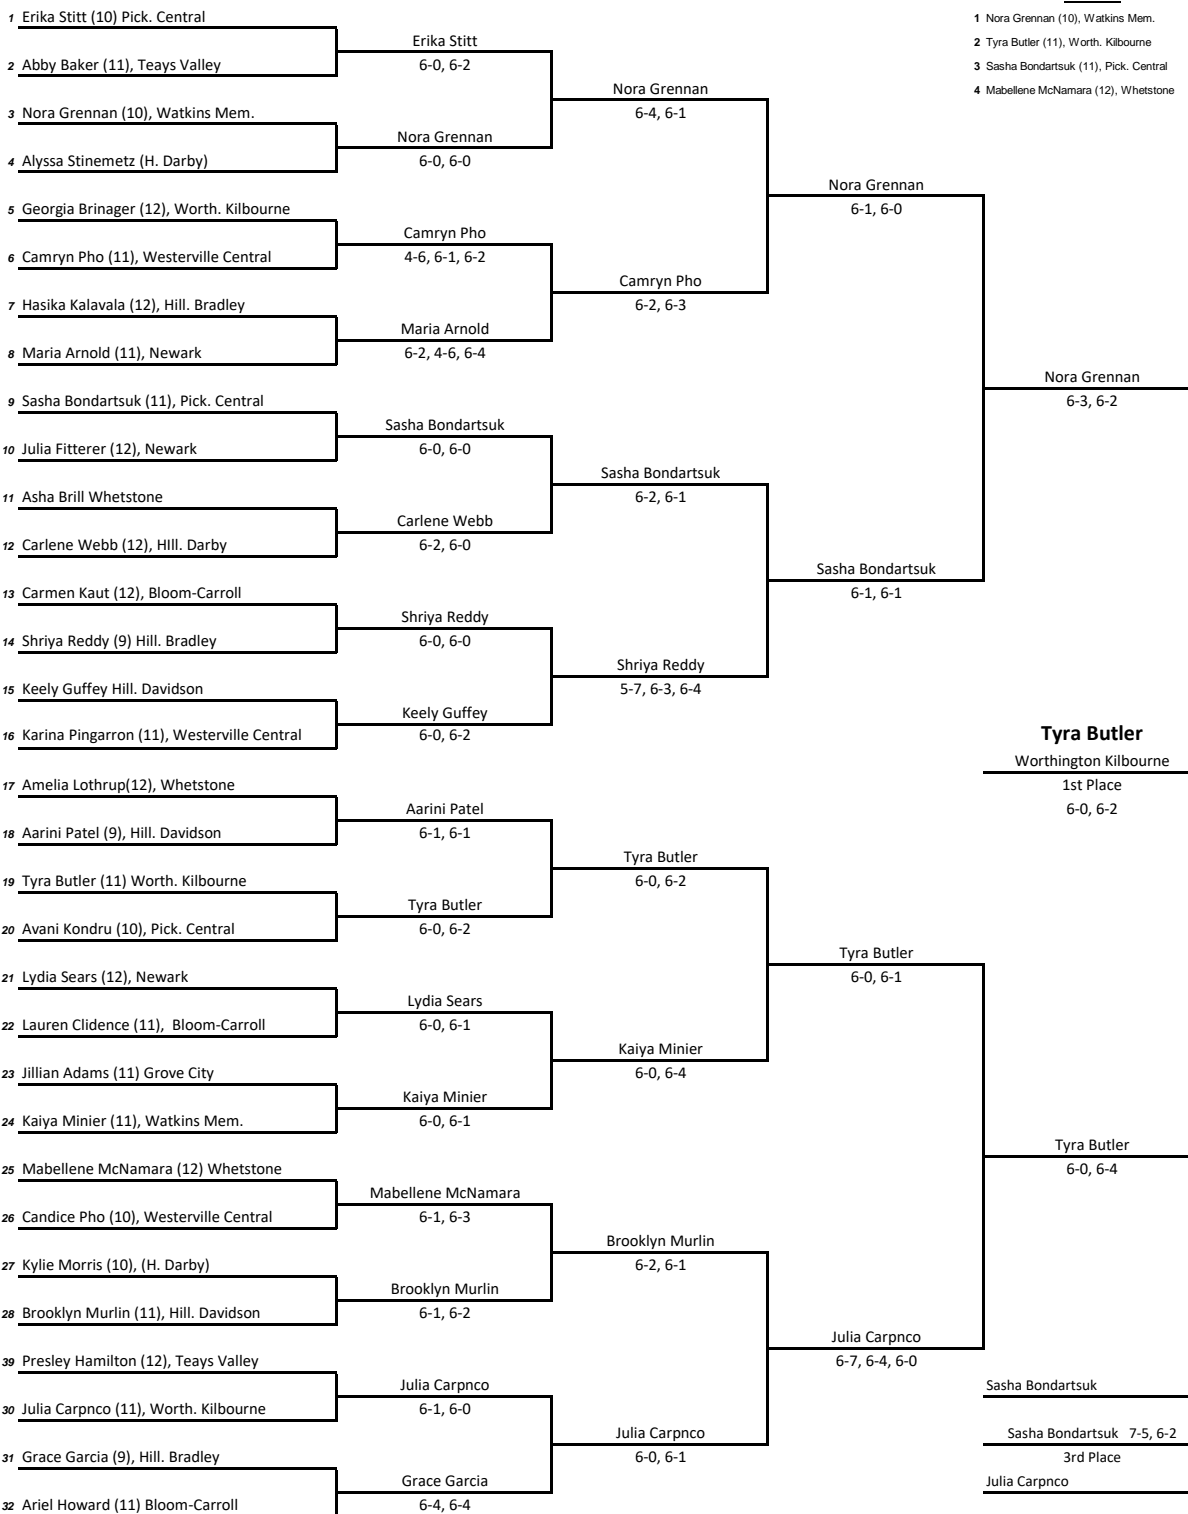 1 Nora Grennan (10), Watkins Mem.
2 Tyra Butler (11), Worth. Kilbourne
3 Sasha Bondartsuk (11), Pick. Central
4 Mabellene McNamara (12), Whetstone
1 Erika Stitt (10) Pick. Central
2 Abby Baker (11), Teays Valley
3 Nora Grennan (10), Watkins Mem.
4 Alyssa Stinemetz (H. Darby)
5 Georgia Brinager (12), Worth. Kilbourne
6 Camryn Pho (11), Westerville Central
7 Hasika Kalavala (12), Hill. Bradley
8 Maria Arnold (11), Newark
9 Sasha Bondartsuk (11), Pick. Central
10 Julia Fitterer (12), Newark
11 Asha Brill Whetstone
12 Carlene Webb (12), HIll. Darby
13 Carmen Kaut (12), Bloom-Carroll
14 Shriya Reddy (9) Hill. Bradley
15 Keely Guffey Hill. Davidson
16 Karina Pingarron (11), Westerville Central
17 Amelia Lothrup(12), Whetstone
18 Aarini Patel (9), Hill. Davidson
19 Tyra Butler (11) Worth. Kilbourne
20 Avani Kondru (10), Pick. Central
21 Lydia Sears (12), Newark
22 Lauren Clidence (11), Bloom-Carroll
23 Jillian Adams (11) Grove City
24 Kaiya Minier (11), Watkins Mem.
25 Mabellene McNamara (12) Whetstone
26 Candice Pho (10), Westerville Central
27 Kylie Morris (10), (H. Darby)
28 Brooklyn Murlin (11), Hill. Davidson
39 Presley Hamilton (12), Teays Valley
30 Julia Carpnco (11), Worth. Kilbourne
31 Grace Garcia (9), Hill. Bradley
32 Ariel Howard (11) Bloom-Carroll
Erika Stitt
6-0, 6-2
Nora Grennan
6-0, 6-0
Camryn Pho
4-6, 6-1, 6-2
Maria Arnold
6-2, 4-6, 6-4
Sasha Bondartsuk
6-0, 6-0
Carlene Webb
6-2, 6-0
Shriya Reddy
6-0, 6-0
Keely Guffey
6-0, 6-2
Aarini Patel
6-1, 6-1
Tyra Butler
6-0, 6-2
Lydia Sears
6-0, 6-1
Kaiya Minier
6-0, 6-1
Mabellene McNamara
6-1, 6-3
Brooklyn Murlin
6-1, 6-2
Julia Carpnco
6-1, 6-0
Grace Garcia
6-4, 6-4
Nora Grennan
6-4, 6-1
Camryn Pho
6-2, 6-3
Sasha Bondartsuk
6-2, 6-1
Shriya Reddy
5-7, 6-3, 6-4
Tyra Butler
6-0, 6-2
Kaiya Minier
6-0, 6-4
Brooklyn Murlin
6-2, 6-1
Julia Carpnco
6-0, 6-1
Nora Grennan
6-1, 6-0
Sasha Bondartsuk
6-1, 6-1
Tyra Butler
6-0, 6-1
Julia Carpnco
6-7, 6-4, 6-0
Nora Grennan
6-3, 6-2
Tyra Butler
Worthington Kilbourne
1st Place
6-0, 6-2
Tyra Butler
6-0, 6-4
Sasha Bondartsuk
Sasha Bondartsuk 7-5, 6-2
3rd Place
Julia Carpnco